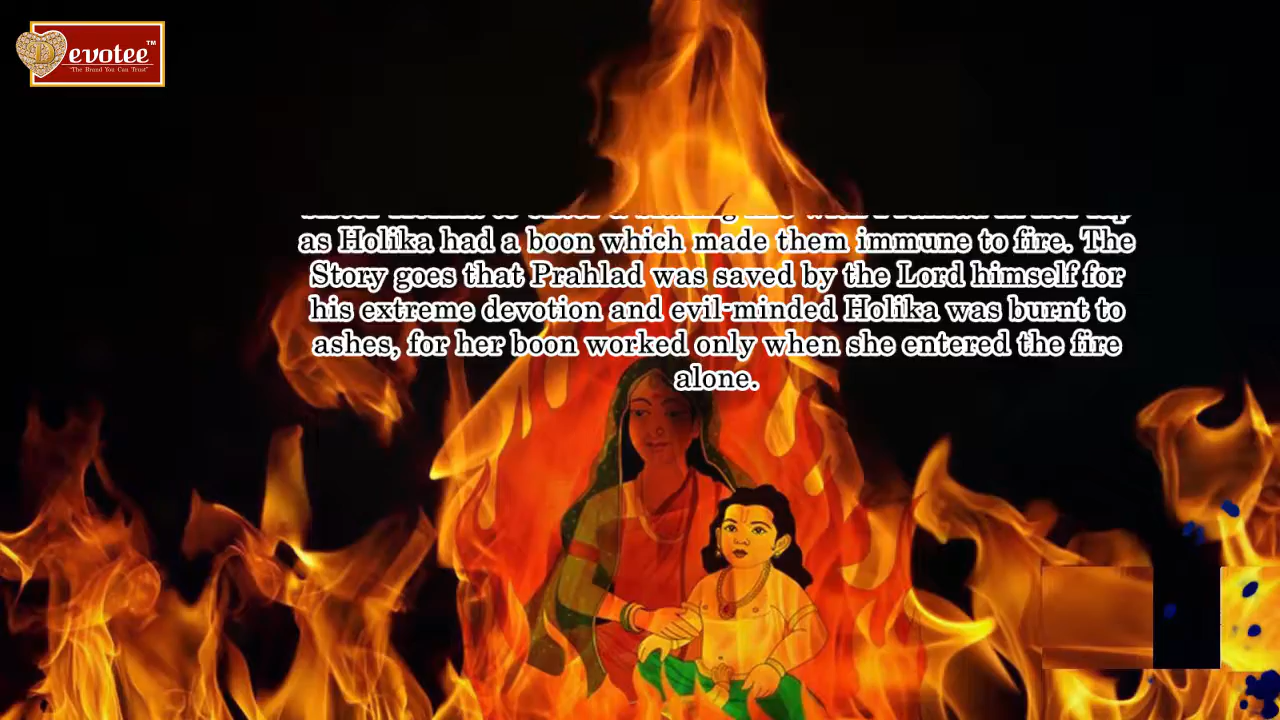 Devotee™
"The Brand You Can Trust"
as Holika had a boon which made them immune to fire. The
Story goes that Prahlad was saved by the Lord himself for
his extreme devotion and evil-minded Holika was burnt to
ashes, for her boon worked only when she entered the fire
alone.